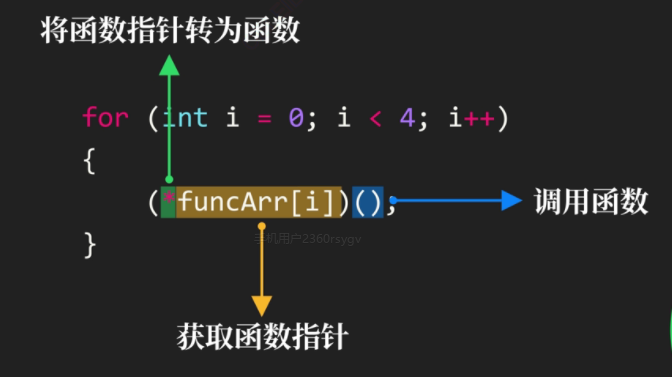 将函数指针转为函数
for (int i = 0; i < 4; i++)
{
(*funcArr[i])();
调用函数
手机用户2360rsygv
}
获取函数指针